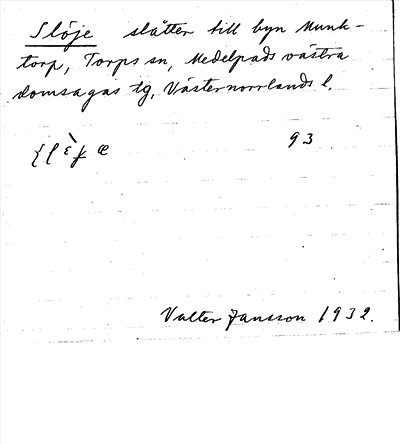 Slöje slåtter till byn Munk-
torp, Torps sn, Medelpads västra
domsagas tg, Västernorrlands l.
93
Valter Jansson 1932.